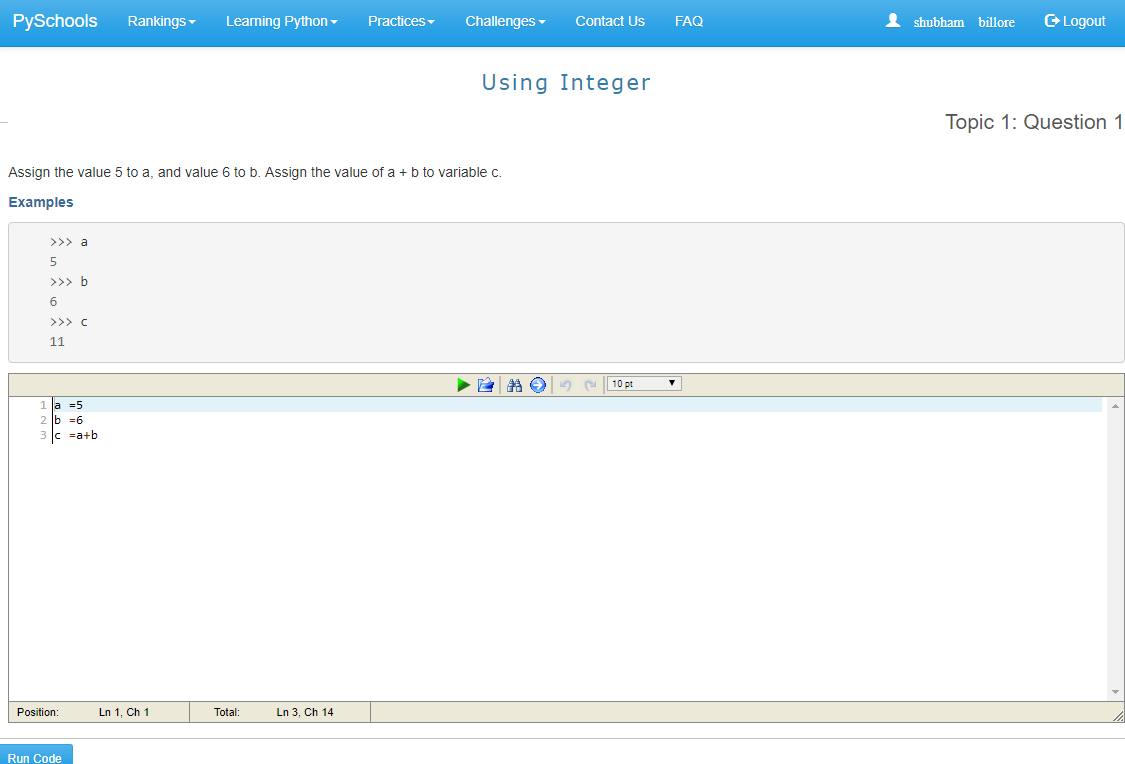 PySchools Rankings Learning Python Practices Challenges Contact Us FAQ shubham billore Logout
Using Integer
Topic 1: Question 1
Assign the value 5 to a, and value 6 to b. Assign the value of a + b to variable c.
Examples
>>> a
5
>>> b
6
>>> c
11
10 pt
1 a =5
2 b =6
3 c =a+b
Position: Ln 1, Ch 1 Total: Ln 3, Ch 14
Run Code